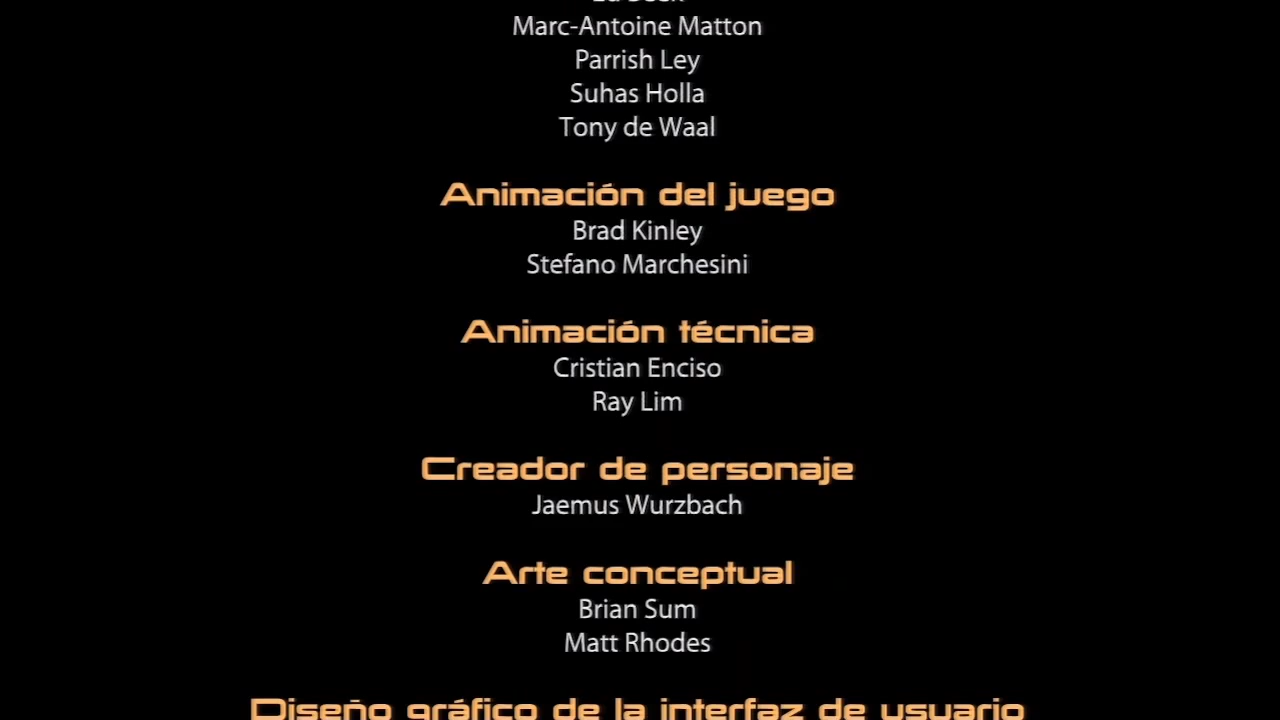 Marc-Antoine Matton
Parrish Ley
Suhas Holla
Tony de Waal
Animación del juego
Brad Kinley
Stefano Marchesini
Animación técnica
Cristian Enciso
Ray Lim
Creador de personaje
Jaemus Wurzbach
Arte conceptual
Brian Sum
Matt Rhodes
Diseño gráfico de la interfaz de usuario